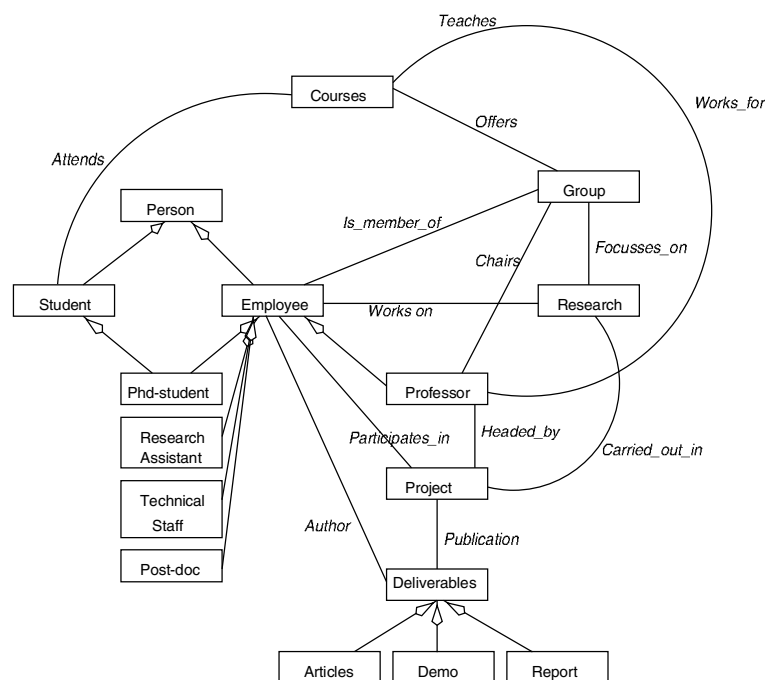 Teaches
Courses
Works_for
Offers
Attends
Group
Person
Is_member_of
Chairs
Focusses_on
Student
Employee
Works on
Research
Phd-student
Professor
Research
Assistant
Participates_in
Headed_by
Carried_out_in
Project
Technical
Staff
Author
Publication
Post-doc
Deliverables
Articles
Demo
Report